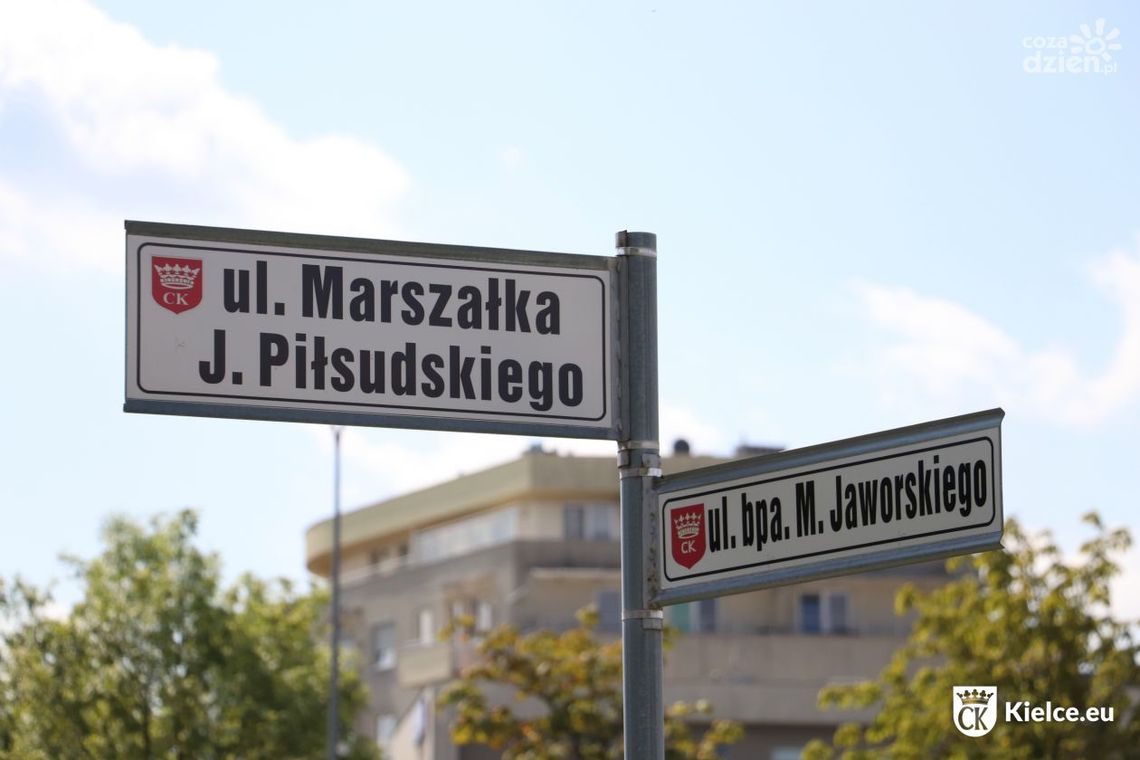 coza
dzien.pl
CK
ul. Marszałka
J. Piłsudskiego
CK
ul. bpa. M. Jaworskiego
CK
Kielce.eu